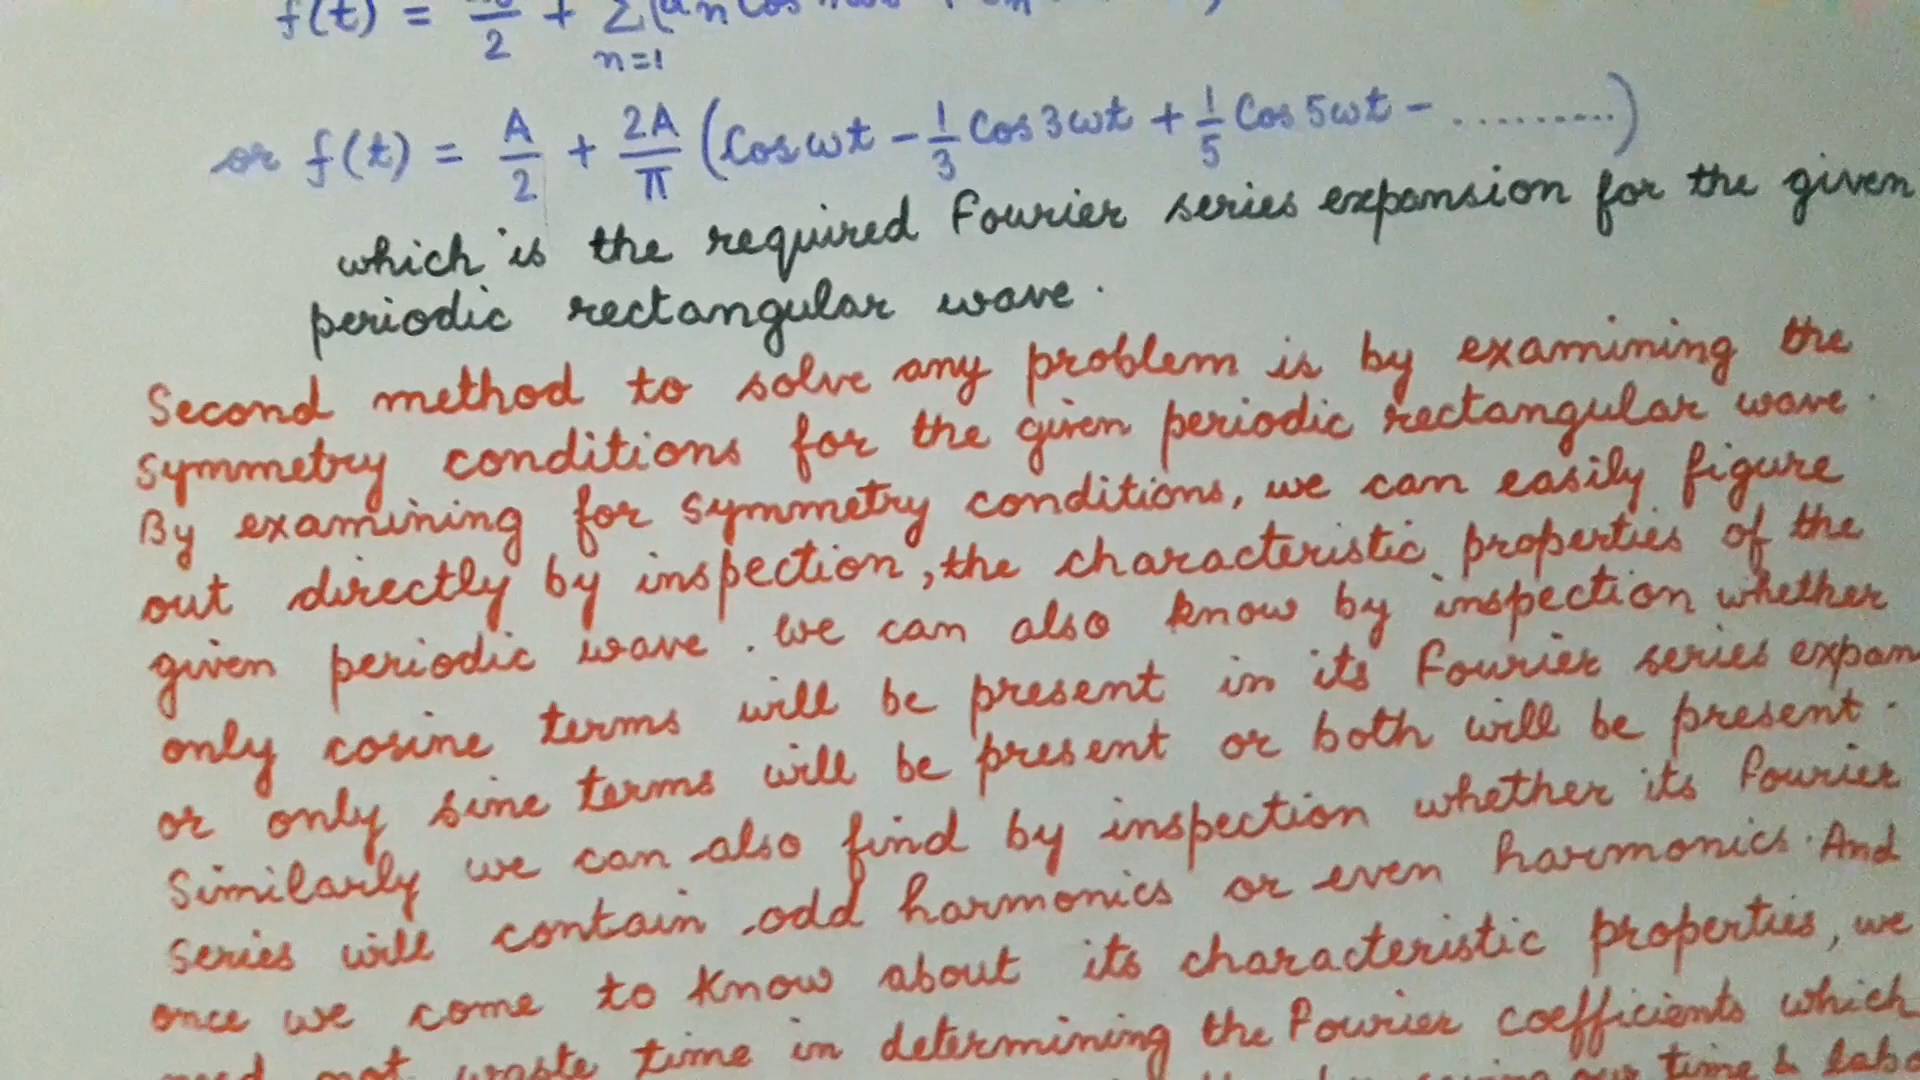 f(t) = /2 + Σ n=1 (an cos
or f(t) = A/2 + 2A/π (Cos ωt - 1/3 Cos 3ωt + 1/5 Cos 5ωt - ..........)
which is the required Fourier series expansion for the given
periodic rectangular wave.
Second method to solve any problem is by examining the
symmetry conditions for the given periodic rectangular wave.
By examining for symmetry conditions, we can easily figure
out directly by inspection, the characteristic properties of the
given periodic wave. We can also know by inspection whether
only cosine terms will be present in its Fourier series expan
or only sine terms will be present or both will be present.
Similarly we can also find by inspection whether its Fourier
series will contain odd harmonics or even harmonics. And
once we come to know about its characteristic properties, we
need not waste time in determining the Fourier coefficients which
our time & labo